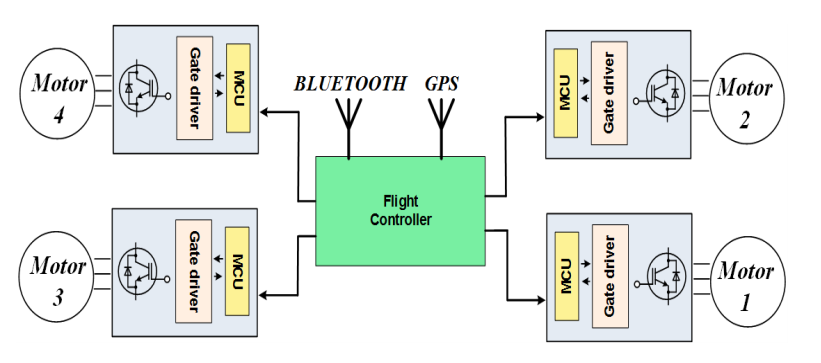 Motor
4
Gate driver
MCU
BLUETOOTH
GPS
MCU
Gate driver
Motor
2
Flight
Controller
Motor
3
Gate driver
MCU
MCU
Gate driver
Motor
1